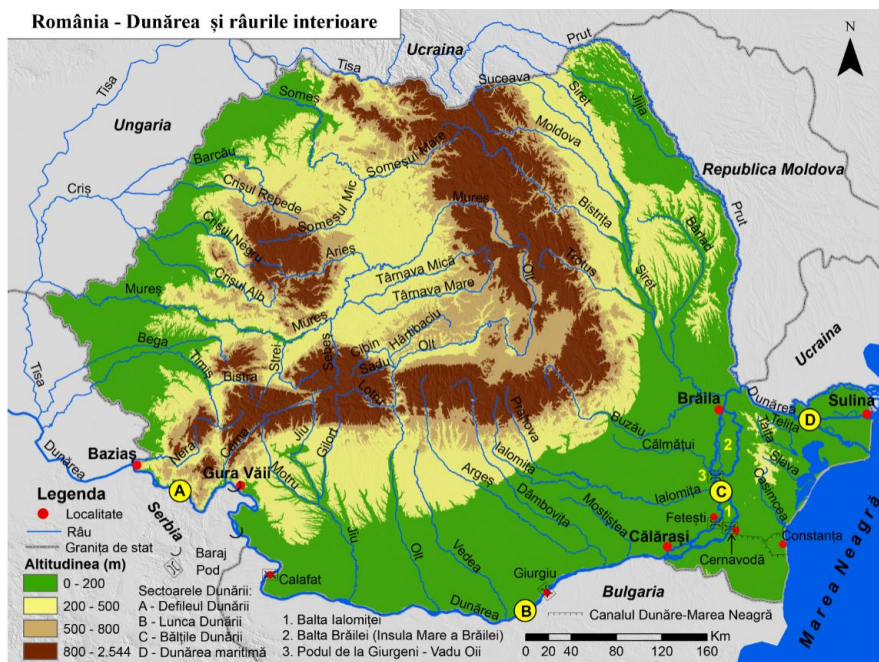 România - Dunărea și râurile interioare
Ucraina
N
Tisa
Prut
Tisa
Suceava
Siret
Jijia
Someș
Ungaria
Moldova
Republica Moldova
Barcău
Someșul Mare
Criș
Crișul Repede
Someșul Mic
Mureș
Bistrița
Prut
Crișul Negru
Arieș
Bârlad
Târnava Mică
Olt
Trotuș
Siret
Crișul Alb
Mureș
Târnava Mare
Mureș
Ucraina
Bega
Cibin
Hârtibaciu
Olt
Timiș
Strei
Sebeș
Sadu
Tisa
Bistra
Lotru
Brăila
Dunărea
Sulina
D
Telița
Prahova
Buzău
Taița
Nera
Cerna
Jiu
Gilort
Călmățui
2
Slava
Dunărea
Baziaș
Ialomița
Motru
Gura Văii
Argeș
3
Casimcea
A
Ialomița
C
Legenda
Dâmbovița
Mostiștea
1
Localitate
Serbia
Fetești
Râu
Jiu
Olt
Vedea
Călărași
Constanța
Granița de stat
Baraj
Cernavodă
Pod
Marea Neagră
Altitudinea (m)
Calafat
Giurgiu
0 - 200
Sectoarele Dunării:
Bulgaria
200 - 500
A - Defileul Dunării
Dunărea
B
Canalul Dunăre-Marea Neagră
500 - 800
B - Lunca Dunării
1. Balta Ialomiței
C - Bălțile Dunării
2. Balta Brăilei (Insula Mare a Brăilei)
0 20 40 80 120 160
Km
800 - 2.544
D - Dunărea maritimă
3. Podul de la Giurgeni - Vadu Oii